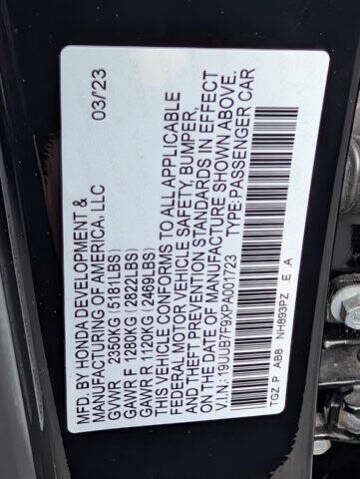 MFD. BY HONDA DEVELOPMENT &
MANUFACTURING OF AMERICA, LLC 03/'23
GVWR 2350KG(5181LBS)
GAWR F 1280KG(2822LBS)
GAWR R 1120KG(2469LBS)
THIS VEHICLE CONFORMS TO ALL APPLICABLE
FEDERAL MOTOR VEHICLE SAFETY, BUMPER,
AND THEFT PREVENTION STANDARDS IN EFFECT
ON THE DATE OF MANUFACTURE SHOWN ABOVE.
V.I.N.:19UUB7F9XPA001723 TYPE:PASSENGER CAR
TGZ P ABB NH893PZ E A